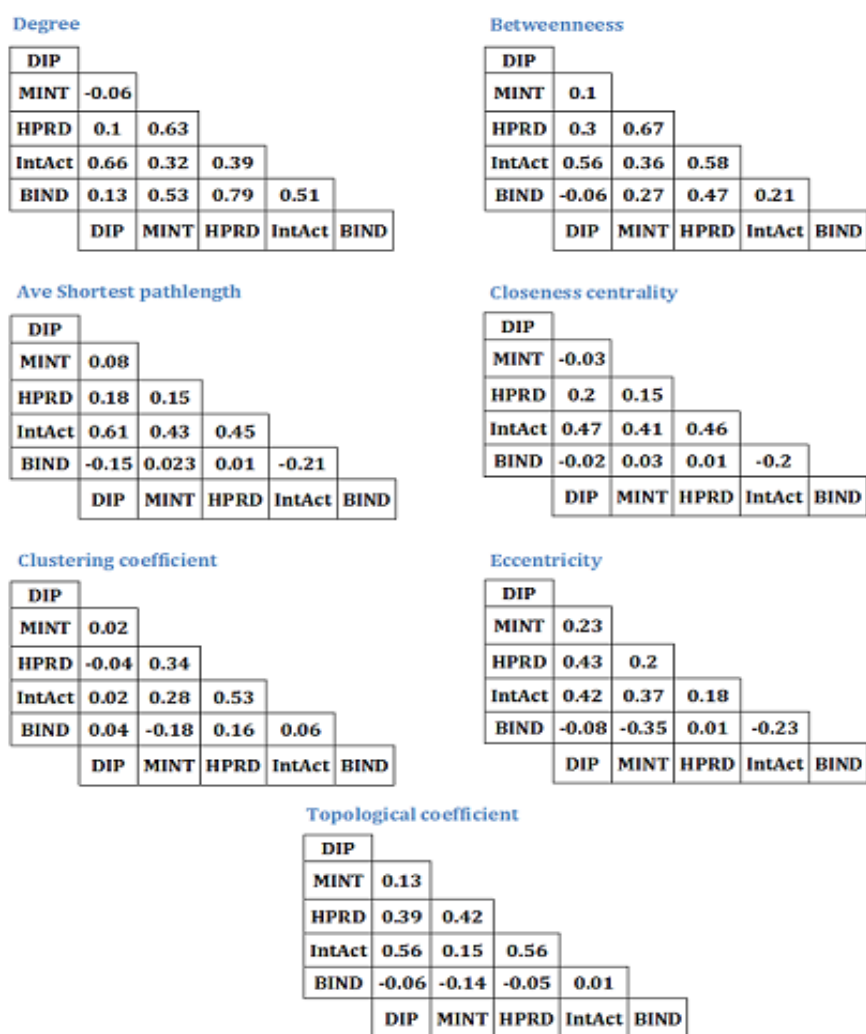 Degree
DIP
MINT -0.06
HPRD 0.1 0.63
IntAct 0.66 0.32 0.39
BIND 0.13 0.53 0.79 0.51
DIP MINT HPRD IntAct BIND
Betweenneess
DIP
MINT 0.1
HPRD 0.3 0.67
IntAct 0.56 0.36 0.58
BIND -0.06 0.27 0.47 0.21
DIP MINT HPRD IntAct BIND
Ave Shortest pathlength
DIP
MINT 0.08
HPRD 0.18 0.15
IntAct 0.61 0.43 0.45
BIND -0.15 0.023 0.01 -0.21
DIP MINT HPRD IntAct BIND
Closeness centrality
DIP
MINT -0.03
HPRD 0.2 0.15
IntAct 0.47 0.41 0.46
BIND -0.02 0.03 0.01 -0.2
DIP MINT HPRD IntAct BIND
Clustering coefficient
DIP
MINT 0.02
HPRD -0.04 0.34
IntAct 0.02 0.28 0.53
BIND 0.04 -0.18 0.16 0.06
DIP MINT HPRD IntAct BIND
Eccentricity
DIP
MINT 0.23
HPRD 0.43 0.2
IntAct 0.42 0.37 0.18
BIND -0.08 -0.35 0.01 -0.23
DIP MINT HPRD IntAct BIND
Topological coefficient
DIP
MINT 0.13
HPRD 0.39 0.42
IntAct 0.56 0.15 0.56
BIND -0.06 -0.14 -0.05 0.01
DIP MINT HPRD IntAct BIND